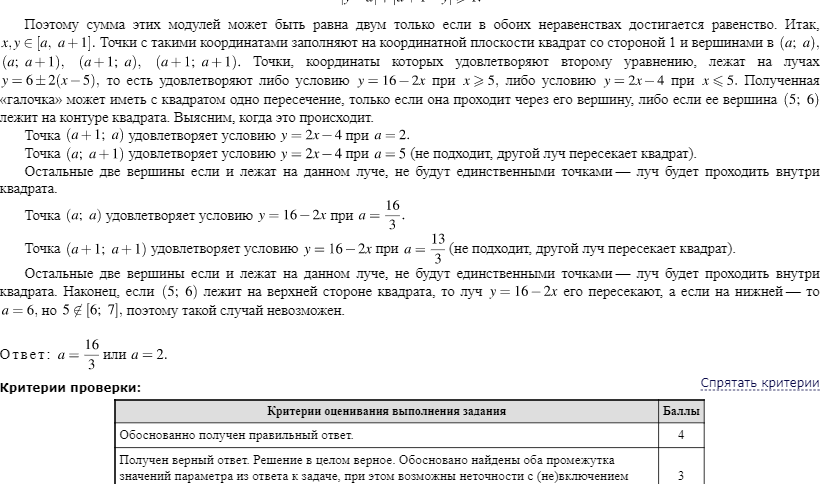 Поэтому сумма этих модулей может быть равна двум только если в обоих неравенствах достигается равенство. Итак,
x, y ∈ [a, a+1]. Точки с такими координатами заполняют на координатной плоскости квадрат со стороной 1 и вершинами в (a; a),
(a; a+1), (a+1; a), (a+1; a+1). Точки, координаты которых удовлетворяют второму уравнению, лежат на лучах
y = 6 ± 2(x − 5), то есть удовлетворяют либо условию y = 16 − 2x при x ⩾ 5, либо условию y = 2x − 4 при x ⩽ 5. Полученная
«галочка» может иметь с квадратом одно пересечение, только если она проходит через его вершину, либо если ее вершина (5; 6)
лежит на контуре квадрата. Выясним, когда это происходит.
Точка (a+1; a) удовлетворяет условию y = 2x − 4 при a = 2.
Точка (a; a+1) удовлетворяет условию y = 2x − 4 при a = 5 (не подходит, другой луч пересекает квадрат).
Остальные две вершины если и лежат на данном луче, не будут единственными точками — луч будет проходить внутри
квадрата.
Точка (a; a) удовлетворяет условию y = 16 − 2x при a = 16/3.
Точка (a+1; a+1) удовлетворяет условию y = 16 − 2x при a = 13/3 (не подходит, другой луч пересекает квадрат).
Остальные две вершины если и лежат на данном луче, не будут единственными точками — луч будет проходить внутри
квадрата. Наконец, если (5; 6) лежит на верхней стороне квадрата, то луч y = 16 − 2x его пересекают, а если на нижней — то
a = 6, но 5 ∉ [6; 7], поэтому такой случай невозможен.
Ответ: a = 16/3 или a = 2.
Критерии проверки:
Спрятать критерии
Критерии оценивания выполнения задания Баллы
Обоснованно получен правильный ответ. 4
Получен верный ответ. Решение в целом верное. Обосновано найдены оба промежутка
значений параметра из ответа к задаче, при этом возможны неточности с (не)включением 3